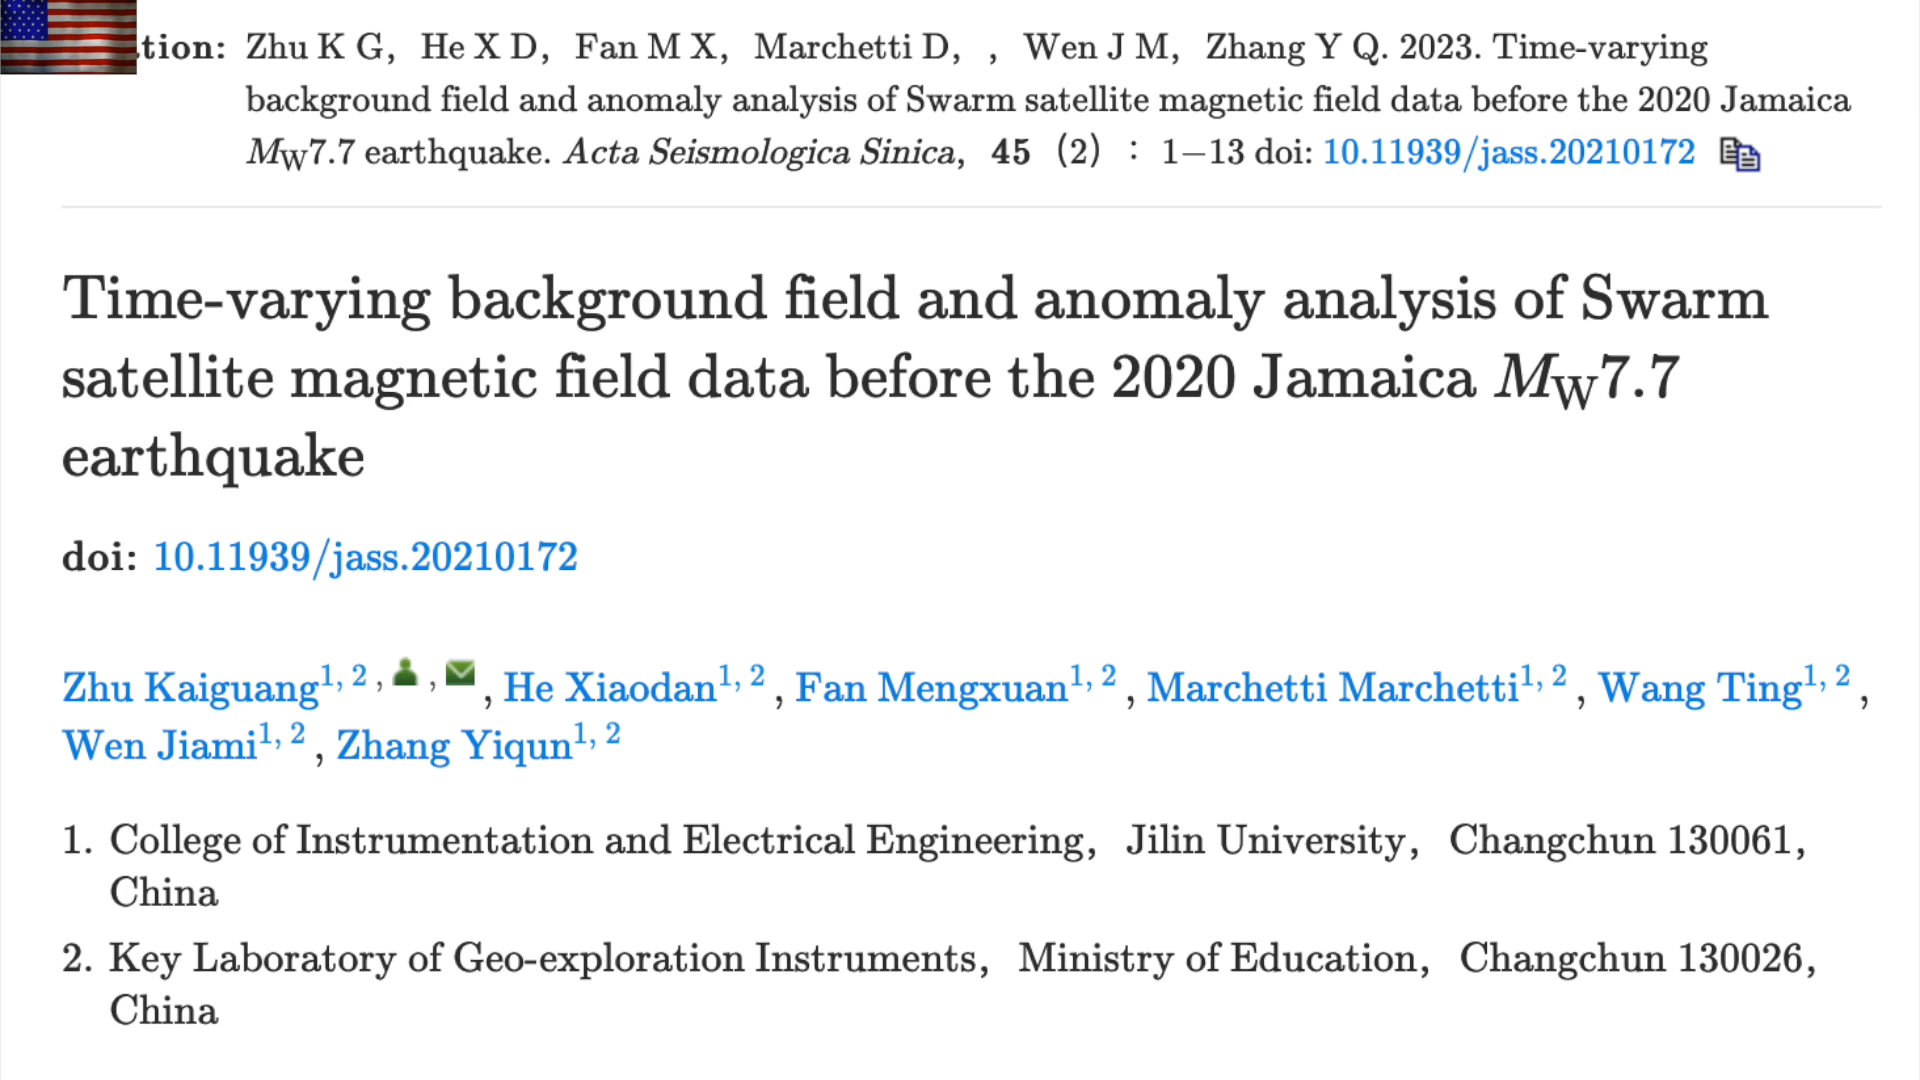 tion: Zhu K G, He X D, Fan M X, Marchetti D, , Wen J M, Zhang Y Q. 2023. Time-varying
background field and anomaly analysis of Swarm satellite magnetic field data before the 2020 Jamaica
MW7.7 earthquake. Acta Seismologica Sinica, 45 (2) : 1–13 doi: 10.11939/jass.20210172
Time-varying background field and anomaly analysis of Swarm
satellite magnetic field data before the 2020 Jamaica MW7.7
earthquake
doi: 10.11939/jass.20210172
Zhu Kaiguang1, 2 , , , He Xiaodan1, 2 , Fan Mengxuan1, 2 , Marchetti Marchetti1, 2 , Wang Ting1, 2 ,
Wen Jiami1, 2 , Zhang Yiqun1, 2
1. College of Instrumentation and Electrical Engineering, Jilin University, Changchun 130061,
China
2. Key Laboratory of Geo-exploration Instruments, Ministry of Education, Changchun 130026,
China